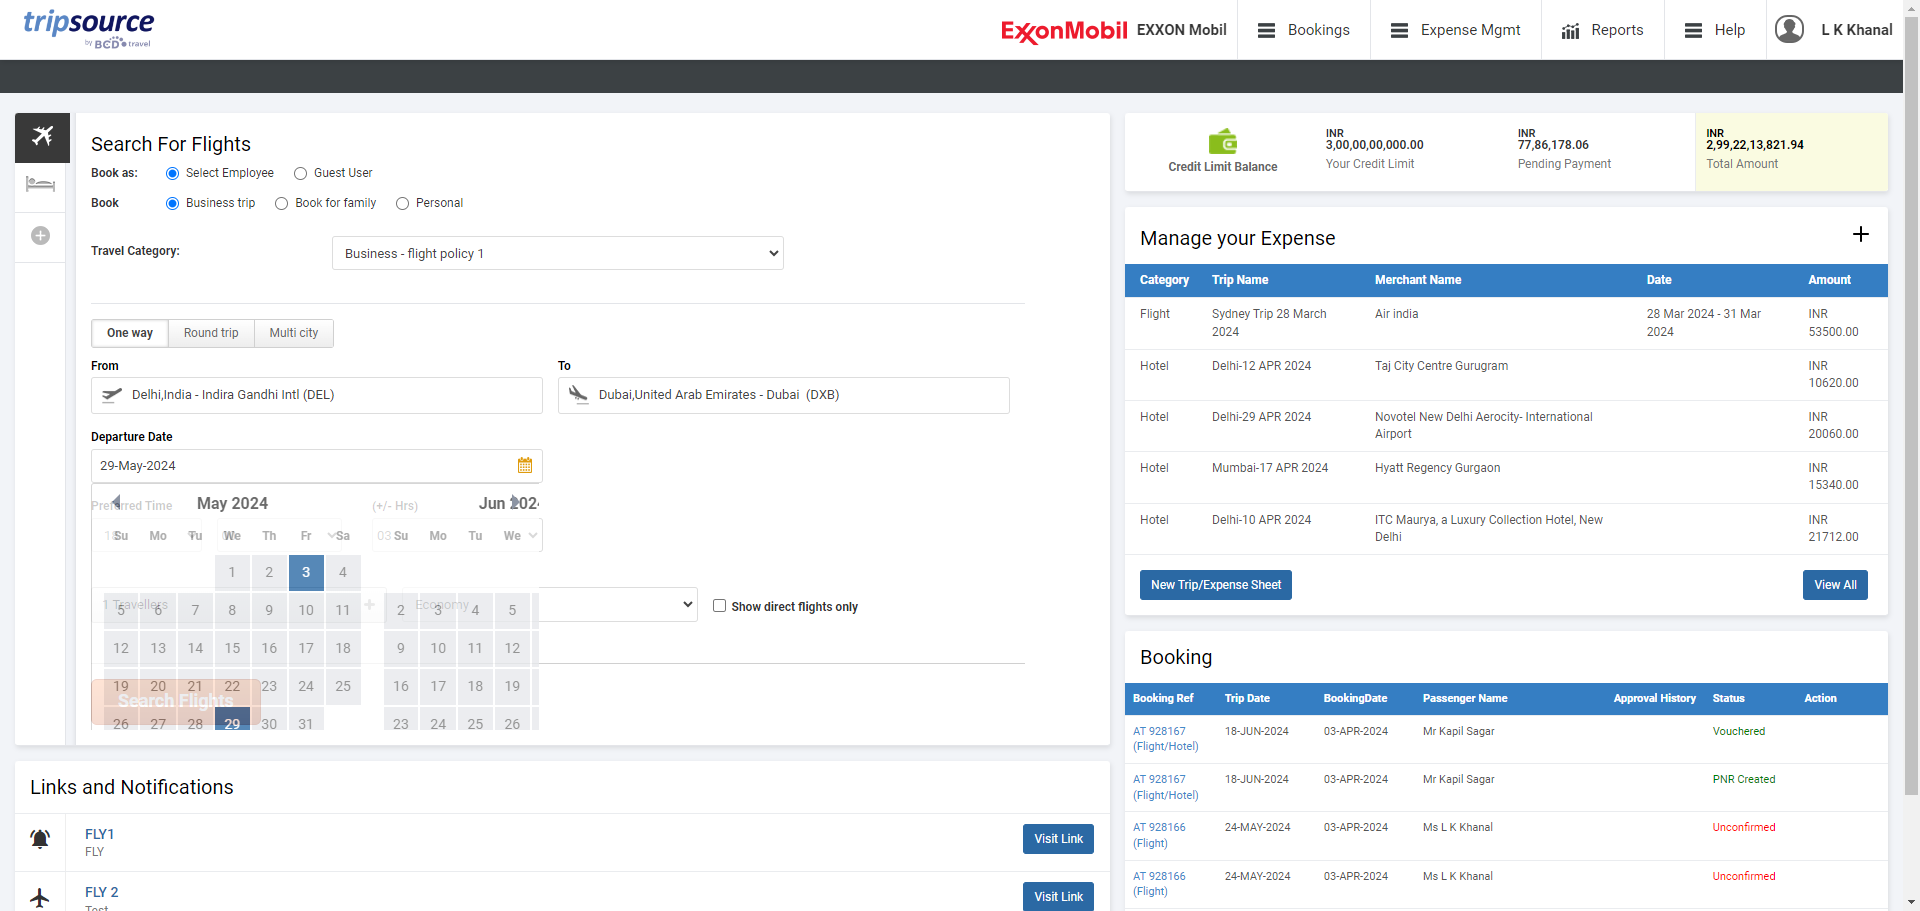 tripsource
by BCD travel
ExxonMobil EXXON Mobil
Bookings
Expense Mgmt
Reports
Help
L K Khanal
Search For Flights
Book as: Select Employee Guest User
Book Business trip Book for family Personal
Travel Category: Business - flight policy 1
One way Round trip Multi city
From To
Delhi,India - Indira Gandhi Intl (DEL) Dubai,United Arab Emirates - Dubai (DXB)
Departure Date
29-May-2024
Preferred Time May 2024 (+/- Hrs) Jun 2024
Su Mo Tu We Th Fr Sa 03 Su Mo Tu We
1 2 3 4
1 Travellers Economy
5 6 7 8 9 10 11 2 3 4 5
Show direct flights only
12 13 14 15 16 17 18 9 10 11 12
19 20 21 22 23 24 25 16 17 18 19
Search Flights
26 27 28 29 30 31 23 24 25 26
Links and Notifications
FLY1
FLY
Visit Link
FLY 2
Test
Visit Link
Credit Limit Balance
INR
3,00,00,00,000.00
Your Credit Limit
INR
77,86,178.06
Pending Payment
INR
2,99,22,13,821.94
Total Amount
Manage your Expense
Category Trip Name Merchant Name Date Amount
Flight Sydney Trip 28 March Air india 28 Mar 2024 - 31 Mar INR
2024 2024 53500.00
Hotel Delhi-12 APR 2024 Taj City Centre Gurugram INR
10620.00
Hotel Delhi-29 APR 2024 Novotel New Delhi Aerocity- International INR
Airport 20060.00
Hotel Mumbai-17 APR 2024 Hyatt Regency Gurgaon INR
15340.00
Hotel Delhi-10 APR 2024 ITC Maurya, a Luxury Collection Hotel, New INR
Delhi 21712.00
New Trip/Expense Sheet View All
Booking
Booking Ref Trip Date BookingDate Passenger Name Approval History Status Action
AT 928167 18-JUN-2024 03-APR-2024 Mr Kapil Sagar Vouchered
(Flight/Hotel)
AT 928167 18-JUN-2024 03-APR-2024 Mr Kapil Sagar PNR Created
(Flight/Hotel)
AT 928166 24-MAY-2024 03-APR-2024 Ms L K Khanal Unconfirmed
(Flight)
AT 928166 24-MAY-2024 03-APR-2024 Ms L K Khanal Unconfirmed
(Flight)